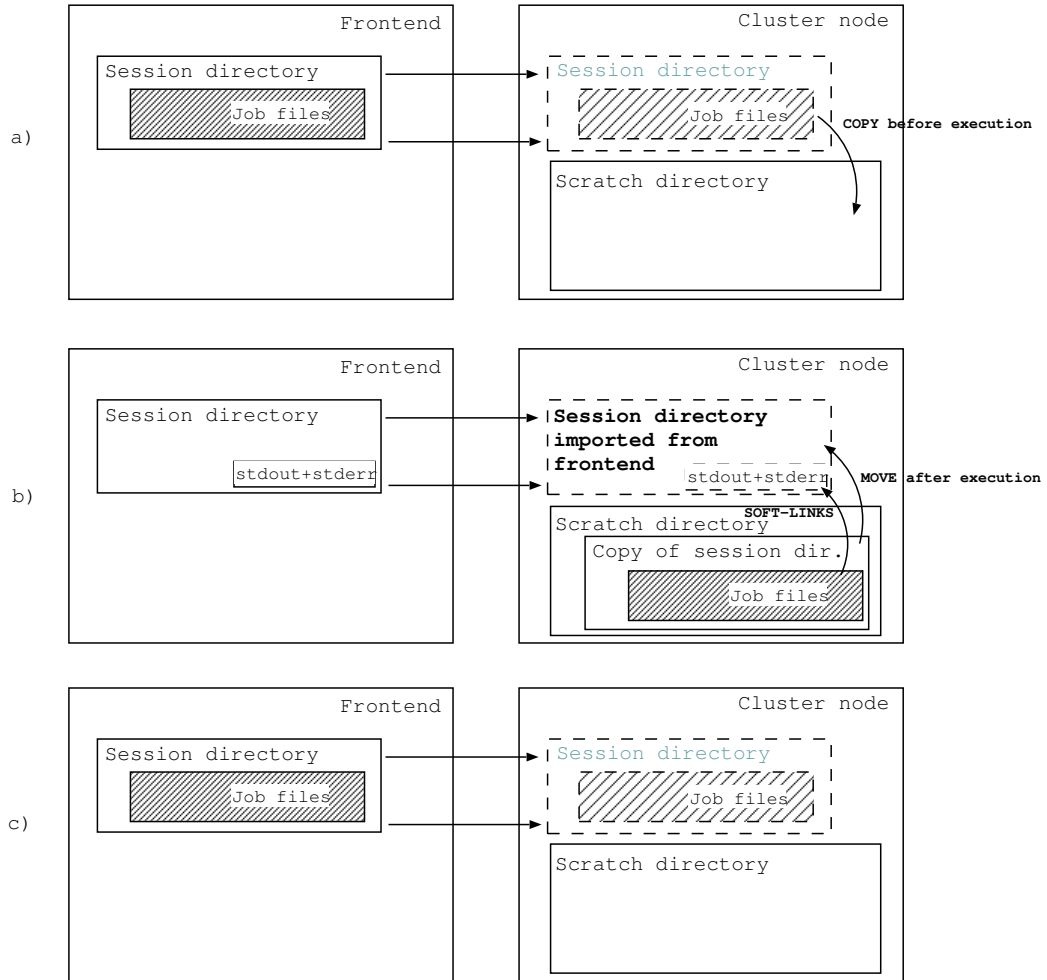 a)
Frontend
Session directory
Job files
Cluster node
Session directory
Job files
COPY before execution
Scratch directory
b)
Frontend
Session directory
stdout+stderr
Cluster node
Session directory
imported from
frontend
stdout+stderr
MOVE after execution
SOFT-LINKS
Scratch directory
Copy of session dir.
Job files
c)
Frontend
Session directory
Job files
Cluster node
Session directory
Job files
Scratch directory